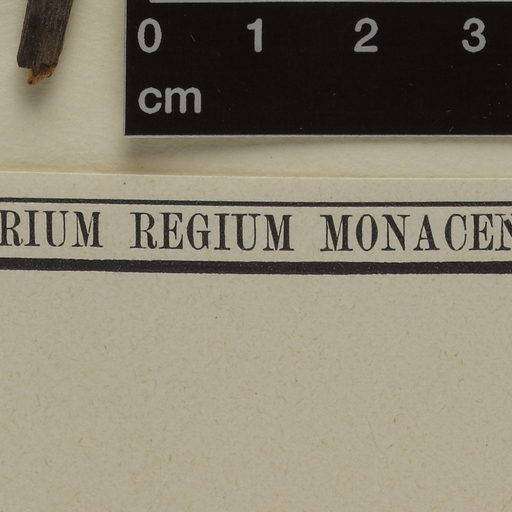 0 1 2 3
cm
RIUM REGIUM MONACEN